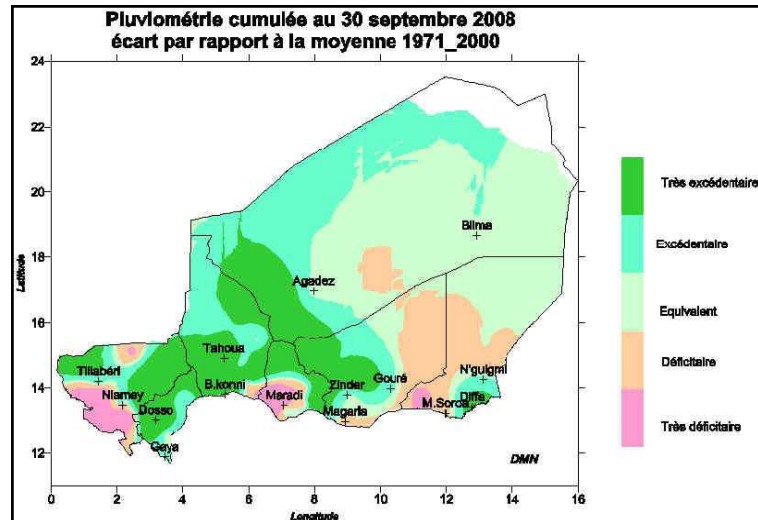 Pluviométrie cumulée au 30 septembre 2008
écart par rapport à la moyenne 1971_2000
24
22
20
18
16
14
12
Latitude
Bilma
Agadez
Tahoua
Tillabéri
N'guigmi
B.konni
Zinder
Gouré
Niamey
Maradi
Dosso
Magaria
M.Soroa
Diffa
Gaya
DMN
0 2 4 6 8 10 12 14 16
Longitude
Très excédentaire
Excédentaire
Equivalent
Déficitaire
Très déficitaire